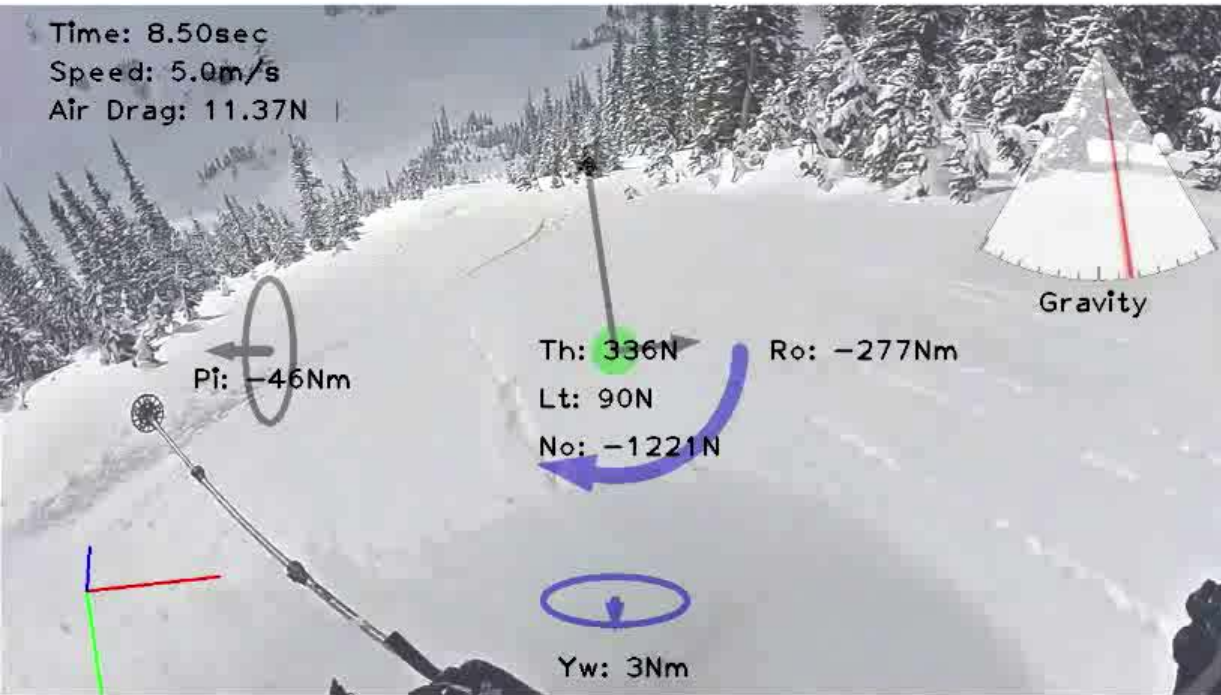 Time: 8.50sec
Speed: 5.0m/s
Air Drag: 11.37N
Gravity
Th: 336N
Ro: -277Nm
Pi: -46Nm
Lt: 90N
No: -1221N
Yw: 3Nm